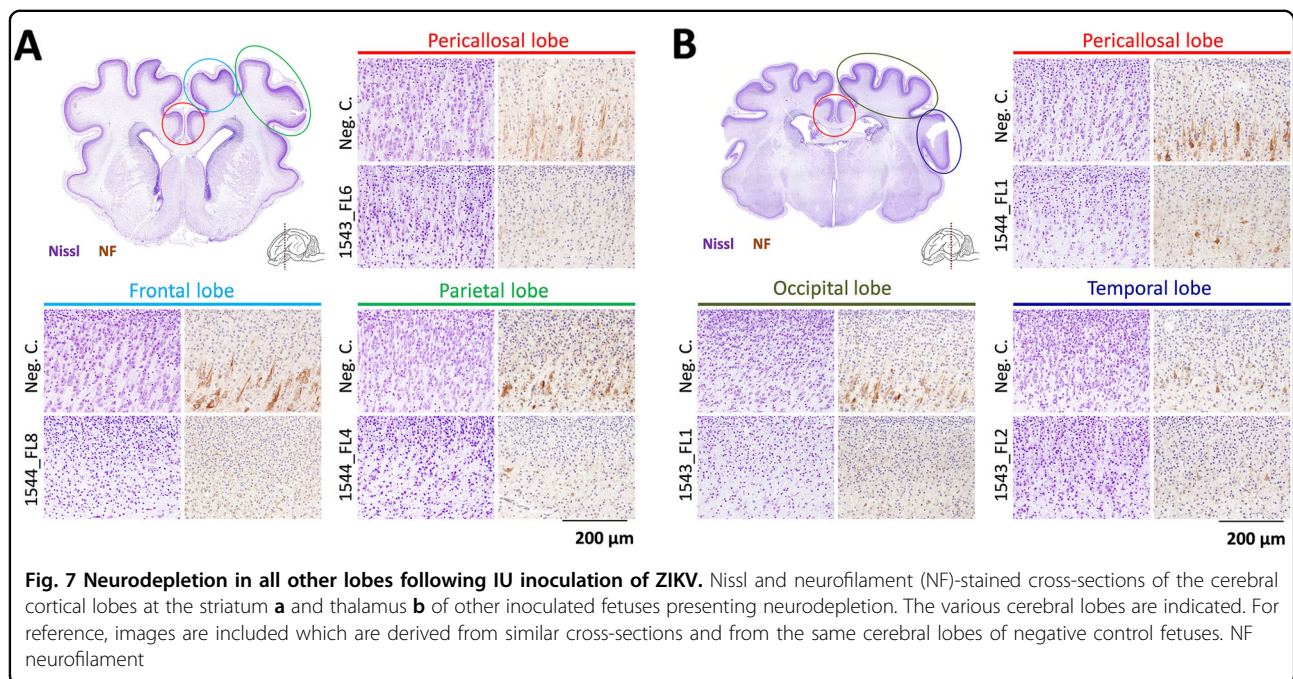 A
Pericallosal lobe
Neg. C.
1543_FL6
Nissl NF
Frontal lobe
Neg. C.
1544_FL8
Parietal lobe
Neg. C.
1544_FL4
200 µm
B
Pericallosal lobe
Neg. C.
1544_FL1
Nissl NF
Occipital lobe
Neg. C.
1543_FL1
Temporal lobe
Neg. C.
1543_FL2
200 µm
Fig. 7 Neurodepletion in all other lobes following IU inoculation of ZIKV. Nissl and neurofilament (NF)-stained cross-sections of the cerebral
cortical lobes at the striatum a and thalamus b of other inoculated fetuses presenting neurodepletion. The various cerebral lobes are indicated. For
reference, images are included which are derived from similar cross-sections and from the same cerebral lobes of negative control fetuses. NF
neurofilament